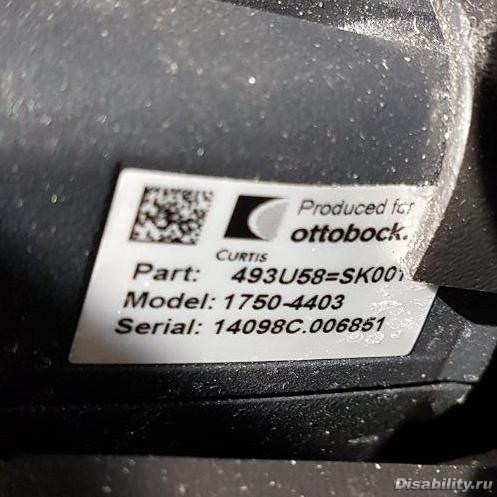 Produced for
ottobock.
CURTIS
Part: 493U58=SK001
Model: 1750-4403
Serial: 14098C.006851
Disability.ru